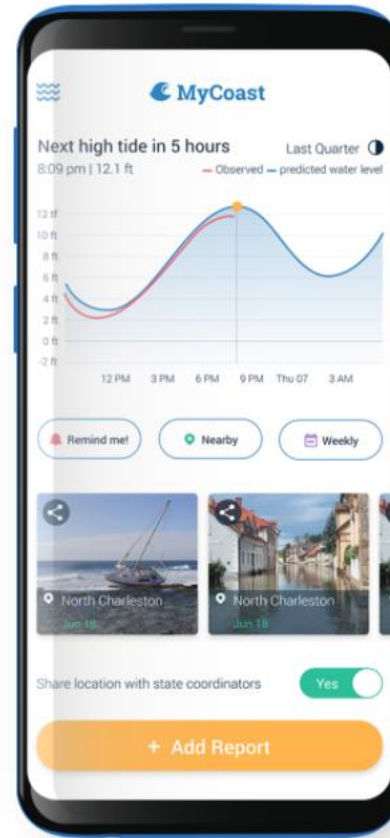 MyCoast
Next high tide in 5 hours
Last Quarter
8:09 pm | 12.1 ft
Observed
predicted water level
12 tf
10 ft
8 ft
6 ft
4 ft
2 ft
0 ft
-2 ft
12 PM 3 PM 6 PM 9 PM Thu 07 3 AM
Remind me!
Nearby
Weekly
North Charleston
Jun 18
North Charleston
Jun 18
Share location with state coordinators
Yes
+ Add Report